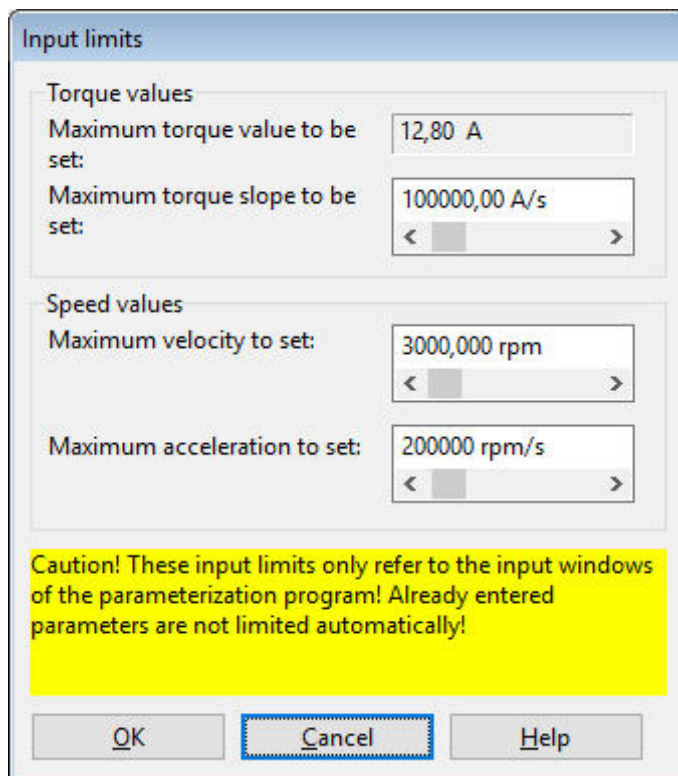 Input limits
Torque values
Maximum torque value to be
set:
12,80 A
Maximum torque slope to be
set:
100000,00 A/s
Speed values
Maximum velocity to set:
3000,000 rpm
Maximum acceleration to set:
200000 rpm/s
Caution! These input limits only refer to the input windows
of the parameterization program! Already entered
parameters are not limited automatically!
OK
Cancel
Help